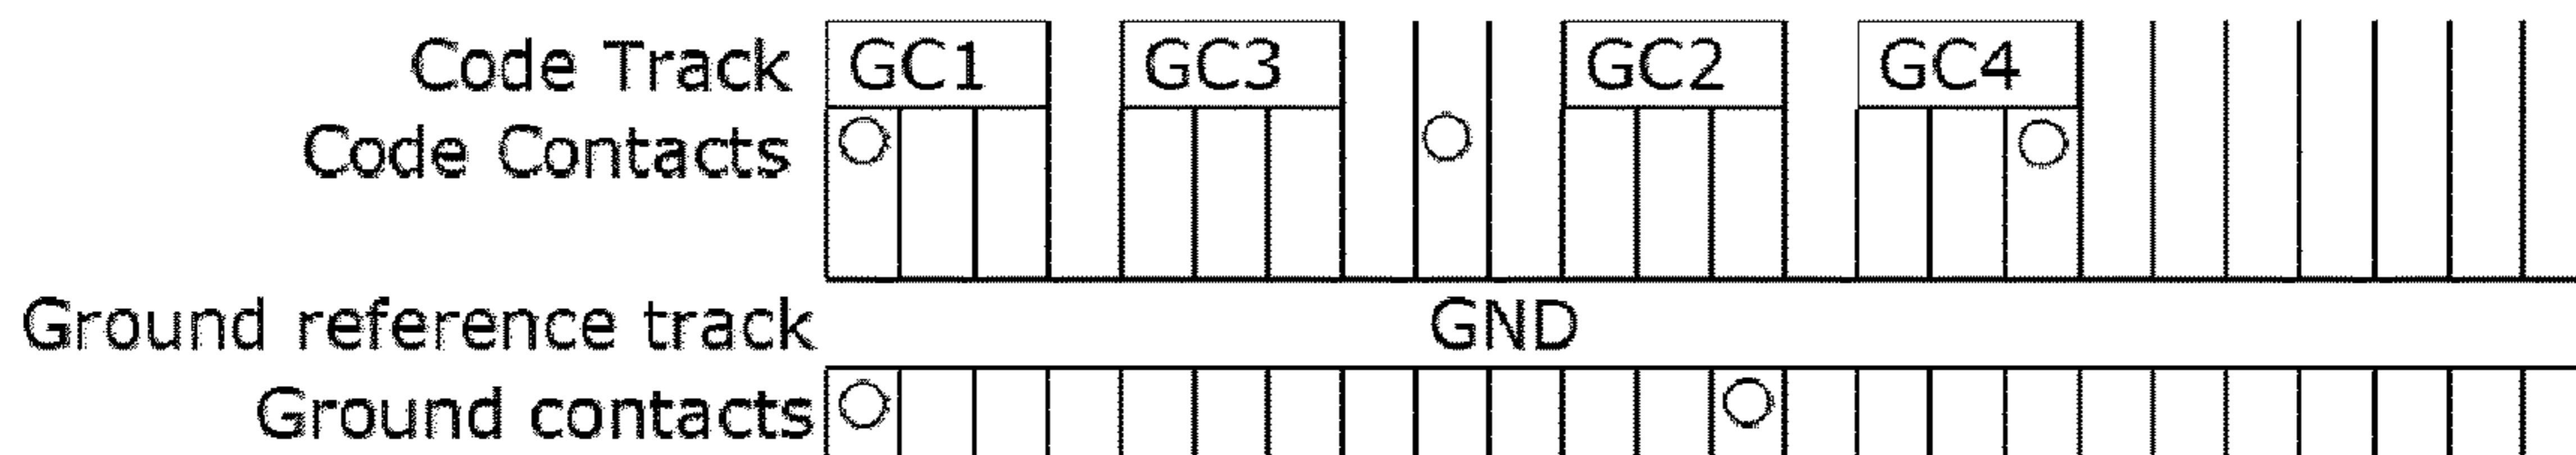 Code Track GC1 GC3 GC2 GC4
Code Contacts
Ground reference track GND
Ground contacts